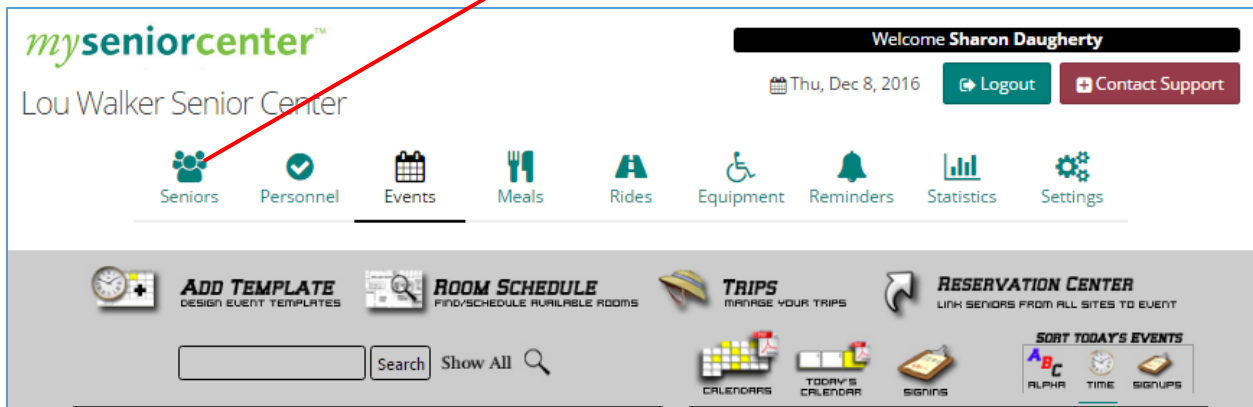 myseniorcenter™
Welcome Sharon Daugherty
Thu, Dec 8, 2016 Logout Contact Support
Lou Walker Senior Center
Seniors Personnel Events Meals Rides Equipment Reminders Statistics Settings
ADD TEMPLATE ROOM SCHEDULE TRIPS RESERVATION CENTER
DESIGN EVENT TEMPLATES FIND/SCHEDULE AVAILABLE ROOMS MANAGE YOUR TRIPS LINK SENIORS FROM ALL SITES TO EVENT
SORT TODAY'S EVENTS
Search Show All
ABC
CALENDARS TODAY'S CALENDAR SIGNINS ALPHA TIME SIGNUPS